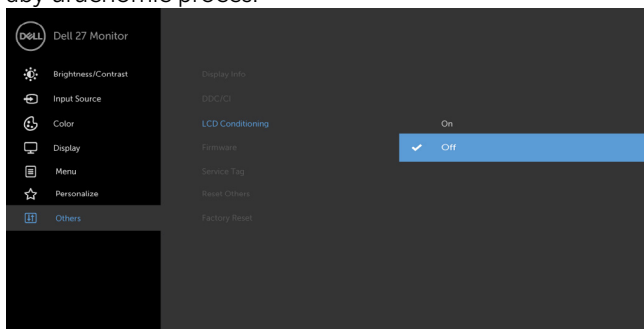 aby uruchomić proces.
DELL
Dell 27 Monitor
Brightness/Contrast
Input Source
Color
Display
Menu
Personalize
Others
Display Info
DDC/CI
LCD Conditioning
Firmware
Service Tag
Reset Others
Factory Reset
On
Off